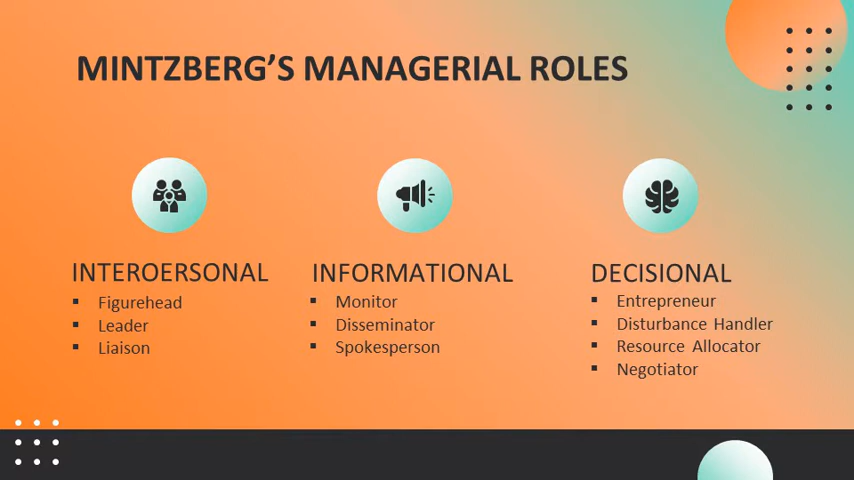 MINTZBERG’S MANAGERIAL ROLES
INTEROERSONAL
▪ Figurehead
▪ Leader
▪ Liaison
INFORMATIONAL
▪ Monitor
▪ Disseminator
▪ Spokesperson
DECISIONAL
▪ Entrepreneur
▪ Disturbance Handler
▪ Resource Allocator
▪ Negotiator